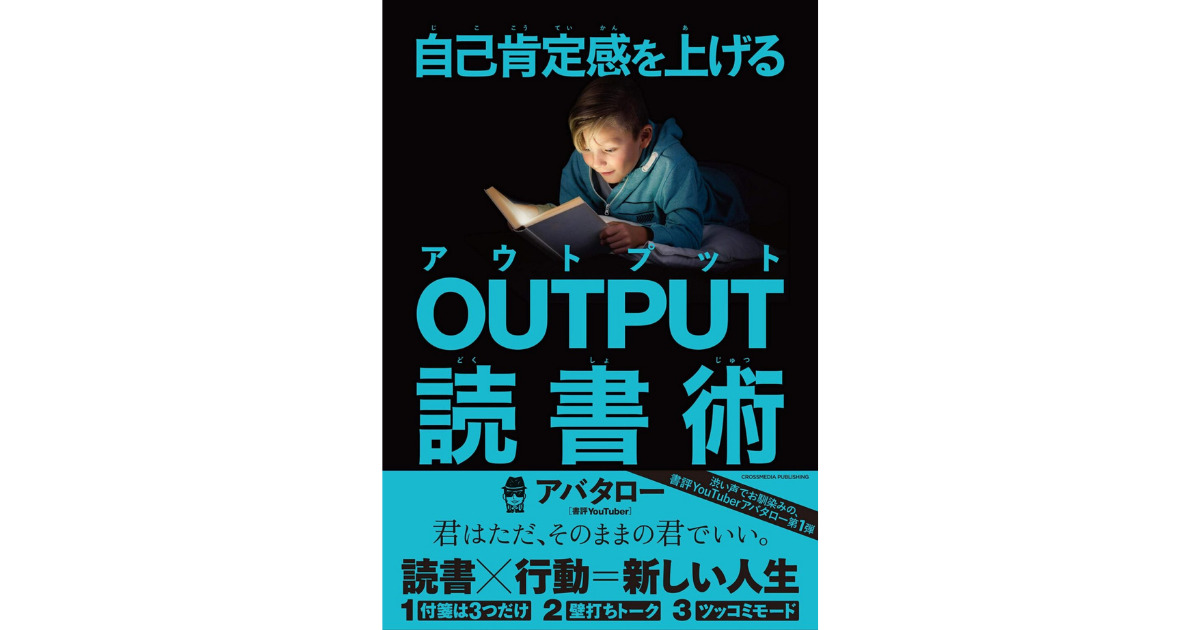 じここうていかん あ
自己肯定感を上げる
アウトプット
OUTPUT
どくしょじゅつ
読書術
CROSSMEDIA PUBLISHING
渋い声でお馴染みの、
書評YouTuberアバタロー第1弾
アバタロー
[書評YouTuber]
君はただ、そのままの君でいい。
読書×行動=新しい人生
1 付箋は3つだけ 2 壁打ちトーク 3 ツッコミモード